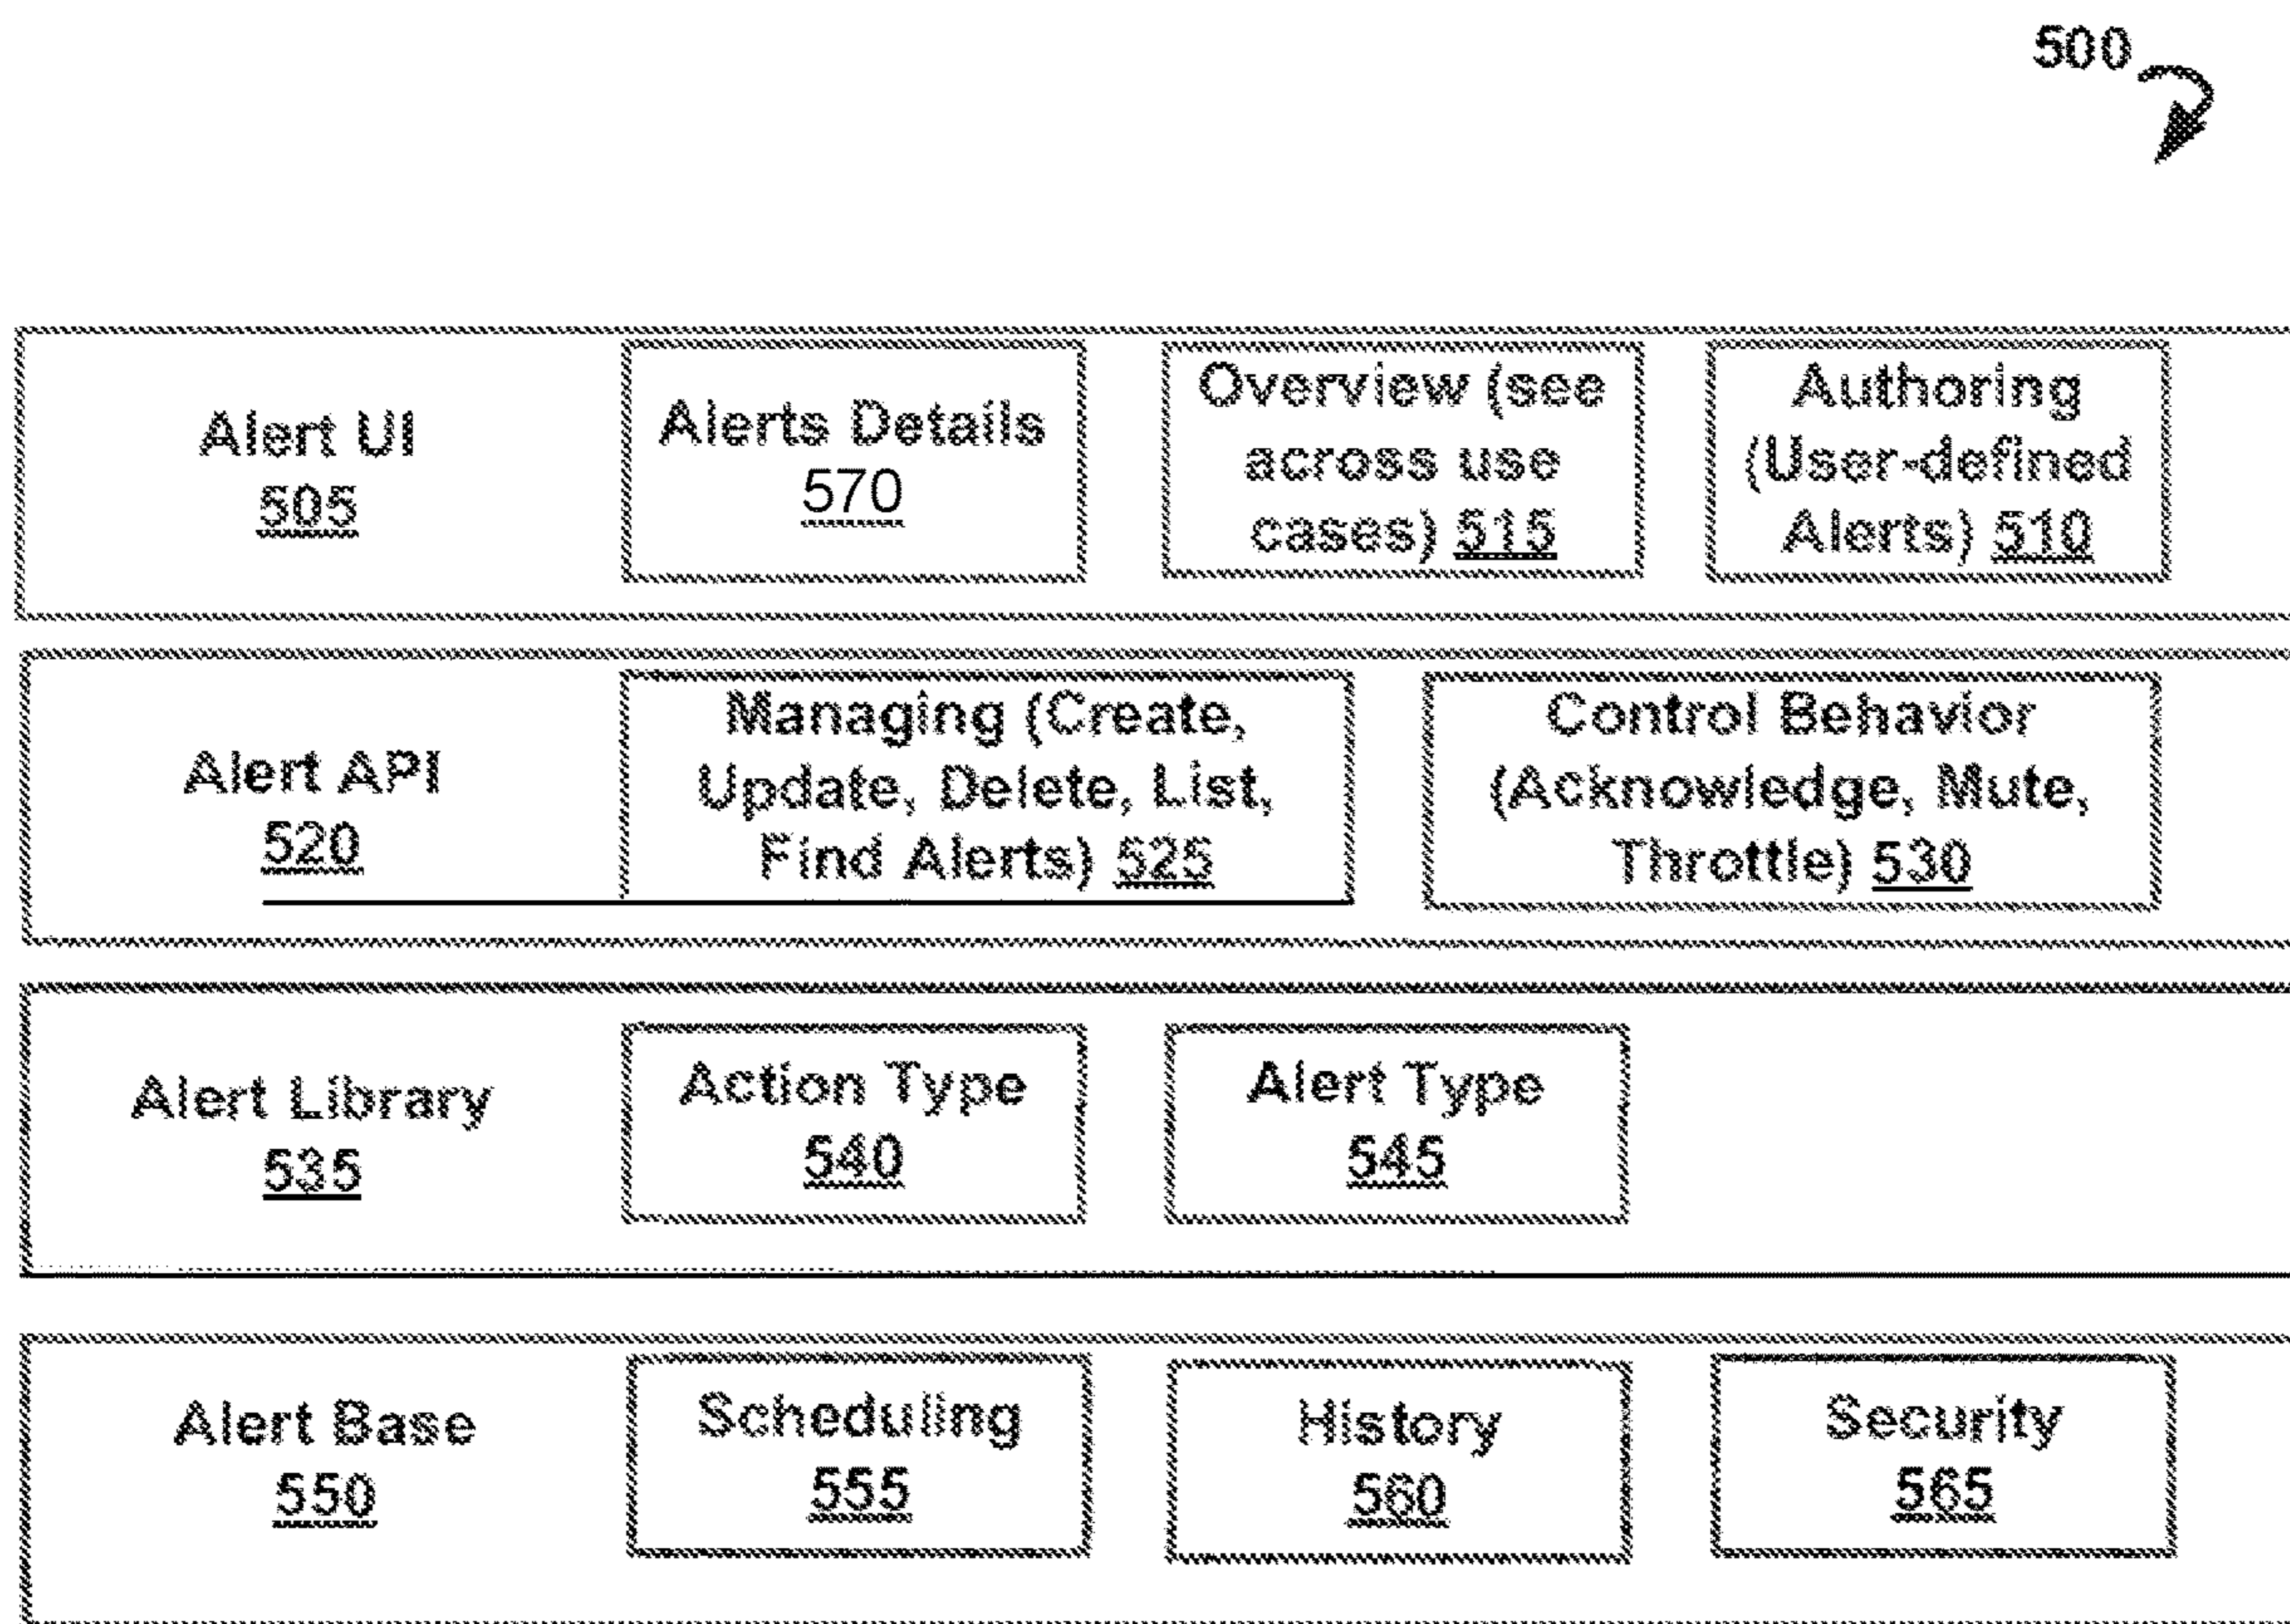 500
Alert UI
505
Alerts Details
570
Overview (see
across use
cases) 515
Authoring
(User-defined
Alerts) 510
Alert API
520
Managing (Create,
Update, Delete, List,
Find Alerts) 525
Control Behavior
(Acknowledge, Mute,
Throttle) 530
Alert Library
535
Action Type
540
Alert Type
545
Alert Base
550
Scheduling
555
History
560
Security
565